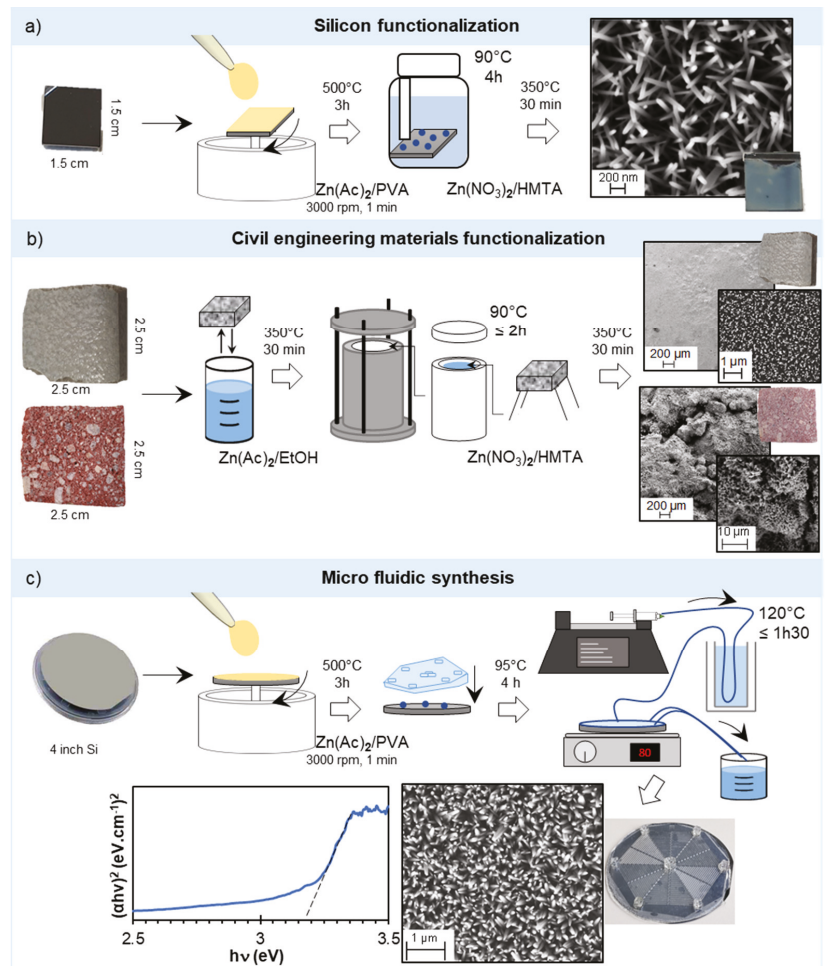 a) Silicon functionalization
1.5 cm
1.5 cm
500°C
3h
Zn(Ac)₂/PVA
3000 rpm, 1 min
90°C
4h
Zn(NO₃)₂/HMTA
350°C
30 min
200 nm
b) Civil engineering materials functionalization
2.5 cm
2.5 cm
2.5 cm
2.5 cm
Zn(Ac)₂/EtOH
350°C
30 min
90°C
≤ 2h
Zn(NO₃)₂/HMTA
350°C
30 min
200 µm
1 µm
200 µm
10 µm
c) Micro fluidic synthesis
4 inch Si
500°C
3h
Zn(Ac)₂/PVA
3000 rpm, 1 min
95°C
4 h
120°C
≤ 1h30
80
(αhν)² (eV.cm⁻¹)²
2.5 3 3.5
hν (eV)
1 µm